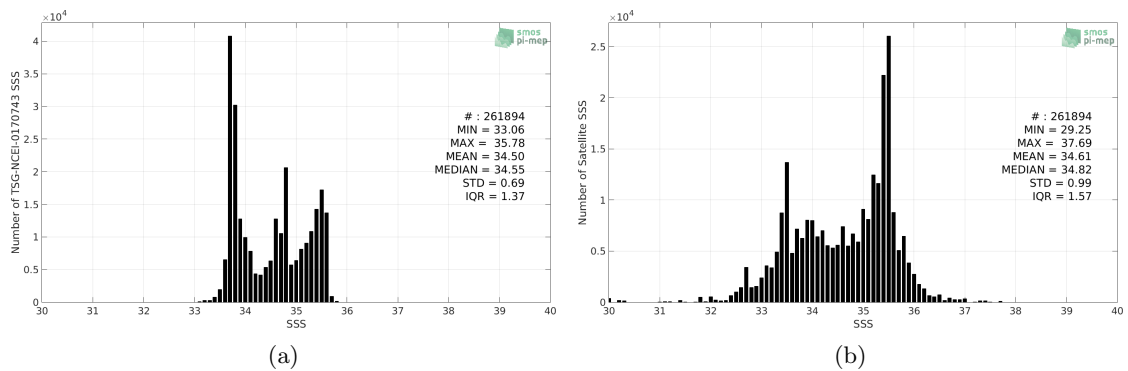 ×10⁴
4
3.5
3
2.5
2
1.5
1
0.5
0
Number of TSG-NCEI-0170743 SSS
smos
pi-mep
# : 261894
MIN = 33.06
MAX = 35.78
MEAN = 34.50
MEDIAN = 34.55
STD = 0.69
IQR = 1.37
30 31 32 33 34 35 36 37 38 39 40
SSS
(a)
×10⁴
2.5
2
1.5
1
0.5
0
Number of Satellite SSS
smos
pi-mep
# : 261894
MIN = 29.25
MAX = 37.69
MEAN = 34.61
MEDIAN = 34.82
STD = 0.99
IQR = 1.57
30 31 32 33 34 35 36 37 38 39 40
SSS
(b)